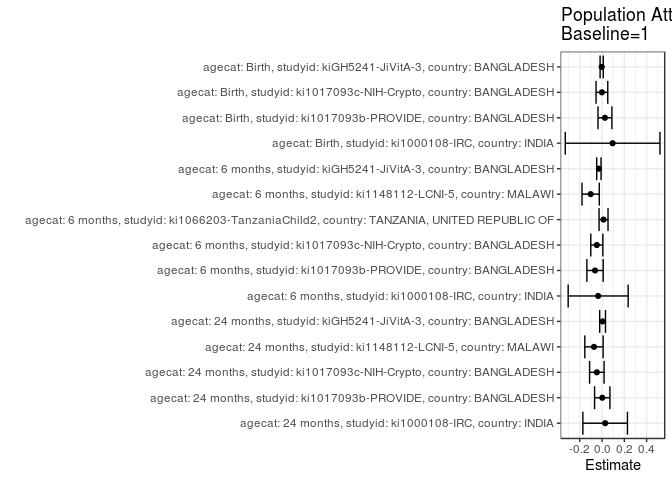 Population Att
Baseline=1
agecat: Birth, studyid: kiGH5241-JiVitA-3, country: BANGLADESH
agecat: Birth, studyid: ki1017093c-NIH-Crypto, country: BANGLADESH
agecat: Birth, studyid: ki1017093b-PROVIDE, country: BANGLADESH
agecat: Birth, studyid: ki1000108-IRC, country: INDIA
agecat: 6 months, studyid: kiGH5241-JiVitA-3, country: BANGLADESH
agecat: 6 months, studyid: ki1148112-LCNI-5, country: MALAWI
agecat: 6 months, studyid: ki1066203-TanzaniaChild2, country: TANZANIA, UNITED REPUBLIC OF
agecat: 6 months, studyid: ki1017093c-NIH-Crypto, country: BANGLADESH
agecat: 6 months, studyid: ki1017093b-PROVIDE, country: BANGLADESH
agecat: 6 months, studyid: ki1000108-IRC, country: INDIA
agecat: 24 months, studyid: kiGH5241-JiVitA-3, country: BANGLADESH
agecat: 24 months, studyid: ki1148112-LCNI-5, country: MALAWI
agecat: 24 months, studyid: ki1017093c-NIH-Crypto, country: BANGLADESH
agecat: 24 months, studyid: ki1017093b-PROVIDE, country: BANGLADESH
agecat: 24 months, studyid: ki1000108-IRC, country: INDIA
-0.2 0.0 0.2 0.4
Estimate